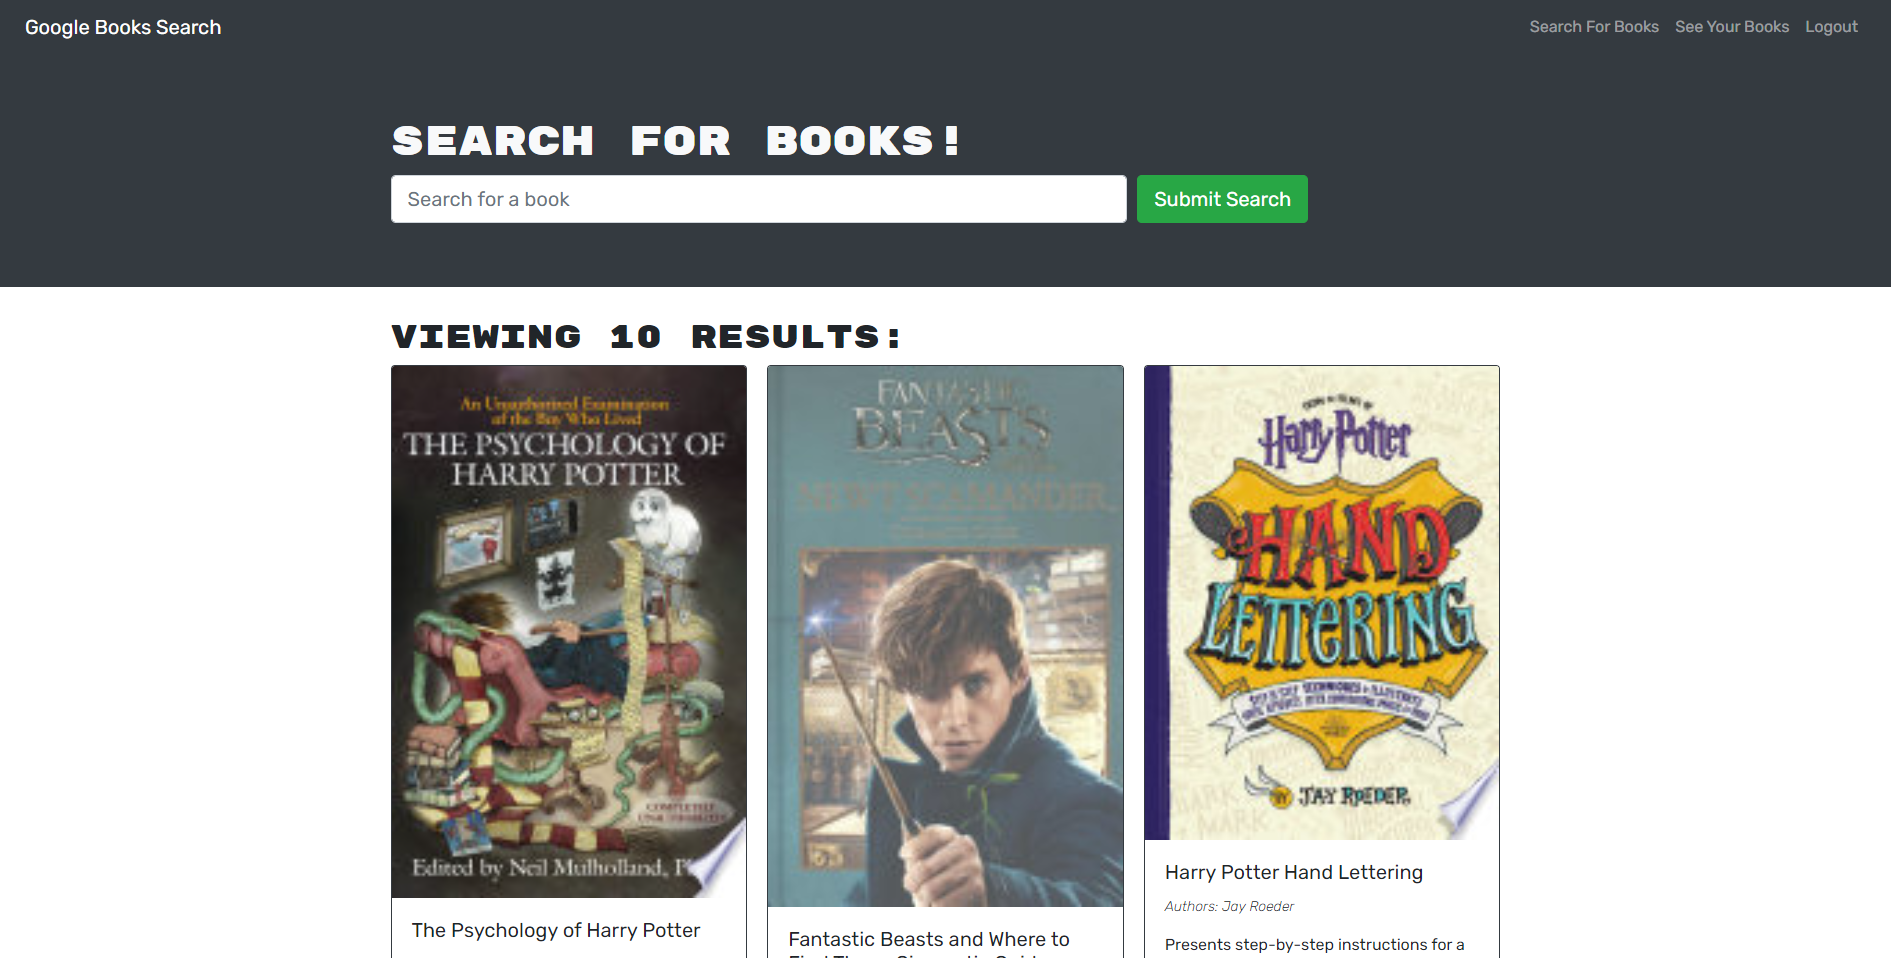 Google Books Search
Search For Books See Your Books Logout
SEARCH FOR BOOKS!
Search for a book
Submit Search
VIEWING 10 RESULTS:
An Unauthorized Examination
of the Boy Who Lived
THE PSYCHOLOGY OF
HARRY POTTER
COMPLETELY
UNAUTHORIZED
Edited by Neil Mulholland,
The Psychology of Harry Potter
FANTASTIC
BEASTS
NEWT SCAMANDER
Fantastic Beasts and Where to
Harry Potter
HAND
LETTERING
BY JAY ROEDER
Harry Potter Hand Lettering
Authors: Jay Roeder
Presents step-by-step instructions for a